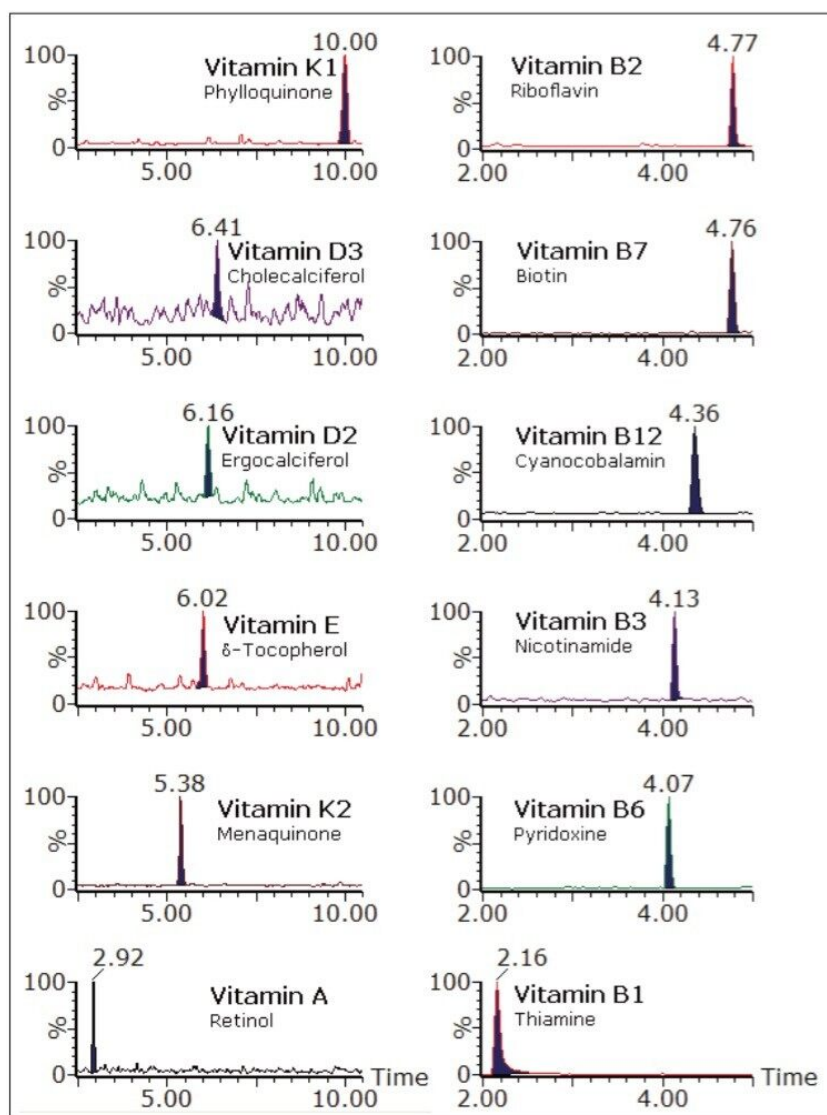 10.00
100
Vitamin K1
Phylloquinone
%
0
5.00 10.00
6.41
100
Vitamin D3
Cholecalciferol
%
0
5.00 10.00
6.16
100
Vitamin D2
Ergocalciferol
%
0
5.00 10.00
6.02
100
Vitamin E
δ-Tocopherol
%
0
5.00 10.00
5.38
100
Vitamin K2
Menaquinone
%
0
5.00 10.00
2.92
100
Vitamin A
Retinol
%
0
5.00 10.00 Time
4.77
100
Vitamin B2
Riboflavin
%
0
2.00 4.00
4.76
100
Vitamin B7
Biotin
%
0
2.00 4.00
4.36
100
Vitamin B12
Cyanocobalamin
%
0
2.00 4.00
4.13
100
Vitamin B3
Nicotinamide
%
0
2.00 4.00
4.07
100
Vitamin B6
Pyridoxine
%
0
2.00 4.00
2.16
100
Vitamin B1
Thiamine
%
0
2.00 4.00 Time